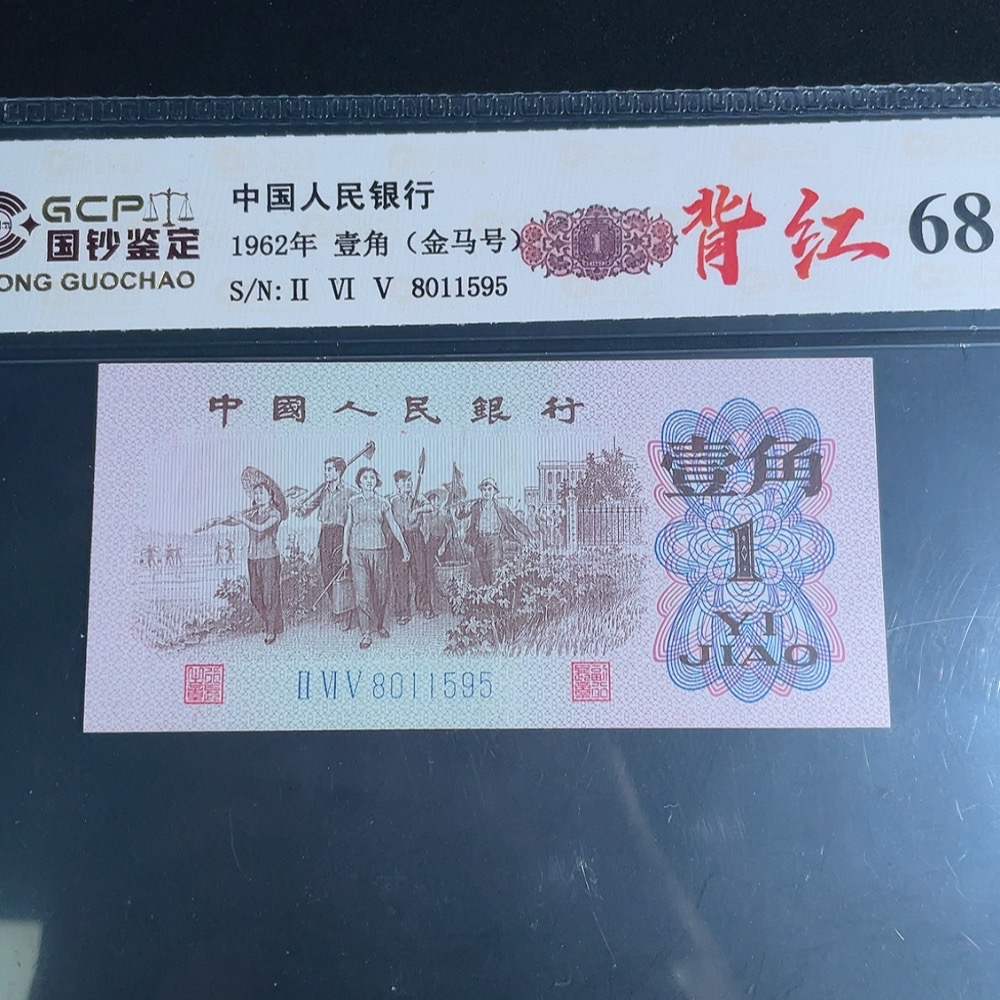 GCP
国钞鉴定
ONG GUOCHAO
中国人民银行
1962年 壹角（金马号）
S/N: II VI V 8011595
1
背红
68
中國人民銀行
壹角
1
YI
JIAO
II VI V 8011595